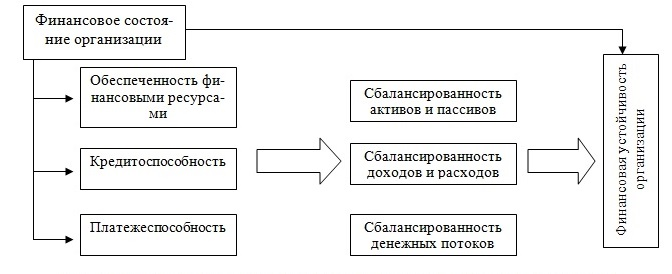 Финансовое состоя-
ние организации
Обеспеченность фи-
нансовыми ресурса-
ми
Кредитоспособность
Платежеспособность
Сбалансированность
активов и пассивов
Сбалансированность
доходов и расходов
Сбалансированность
денежных потоков
Финансовая устойчивость
организации